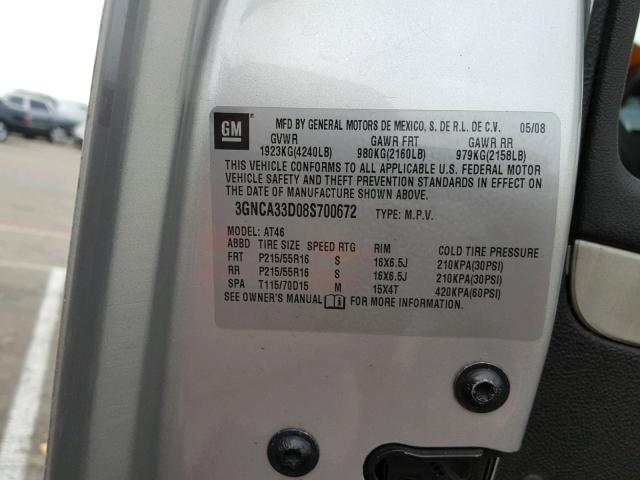 GM
MFD BY GENERAL MOTORS DE MEXICO, S. DE R.L. DE C.V. 05/08
GVWR GAWR FRT GAWR RR
1923KG(4240LB) 980KG(2160LB) 979KG(2158LB)
THIS VEHICLE CONFORMS TO ALL APPLICABLE U.S. FEDERAL MOTOR
VEHICLE SAFETY AND THEFT PREVENTION STANDARDS IN EFFECT ON
THE DATE OF MANUFACTURE SHOWN ABOVE.
3GNCA33D08S700672 TYPE: M.P.V.
MODEL: AT46
ABBD TIRE SIZE SPEED RTG RIM COLD TIRE PRESSURE
FRT P215/55R16 S 16X6.5J 210KPA(30PSI)
RR P215/55R16 S 16X6.5J 210KPA(30PSI)
SPA T115/70D15 M 15X4T 420KPA(60PSI)
SEE OWNER'S MANUAL FOR MORE INFORMATION.